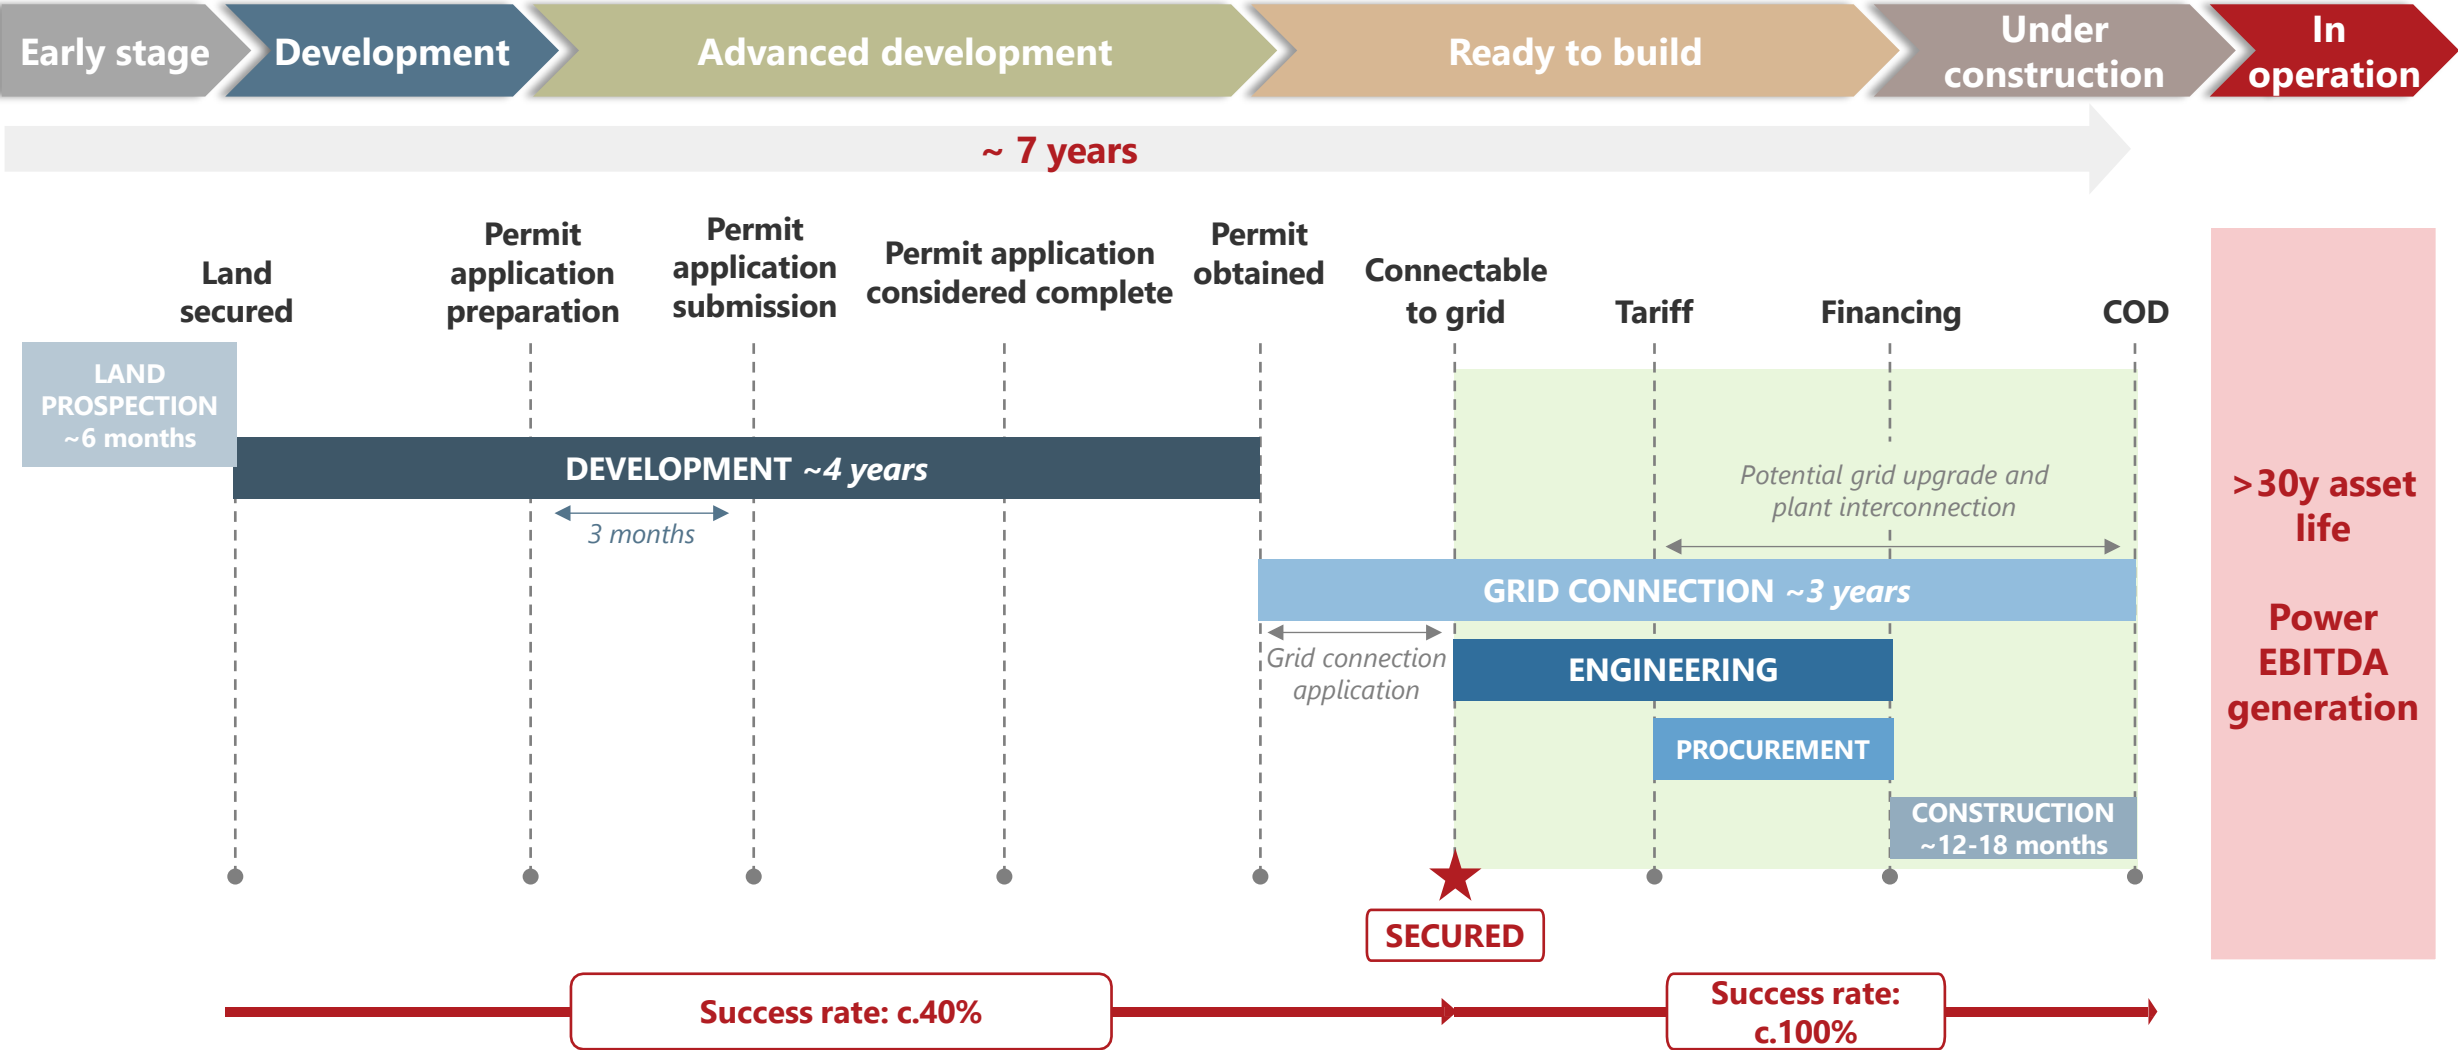 Early stage
Development
Advanced development
Ready to build
Under
construction
In
operation
~ 7 years
Land
secured
Permit
application
preparation
Permit
application
submission
Permit application
considered complete
Permit
obtained
Connectable
to grid
Tariff
Financing
COD
LAND
PROSPECTION
~6 months
DEVELOPMENT ~4 years
3 months
Potential grid upgrade and
plant interconnection
GRID CONNECTION ~3 years
Grid connection
application
ENGINEERING
PROCUREMENT
CONSTRUCTION
~12-18 months
>30y asset
life
Power
EBITDA
generation
SECURED
Success rate: c.40%
Success rate:
c.100%